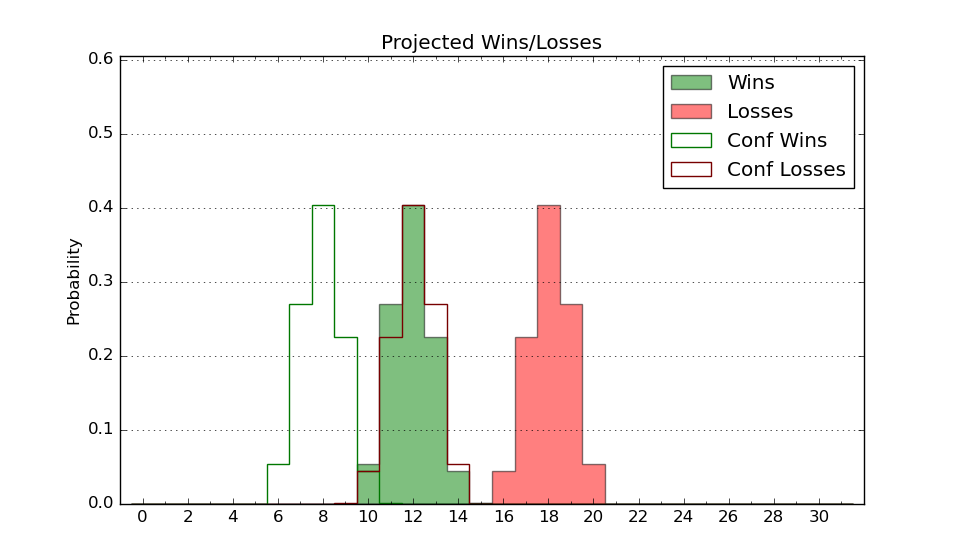 Projected Wins/Losses
0.6
0.5
0.4
0.3
0.2
0.1
0.0
Probability
Wins
Losses
Conf Wins
Conf Losses
0 2 4 6 8 10 12 14 16 18 20 22 24 26 28 30